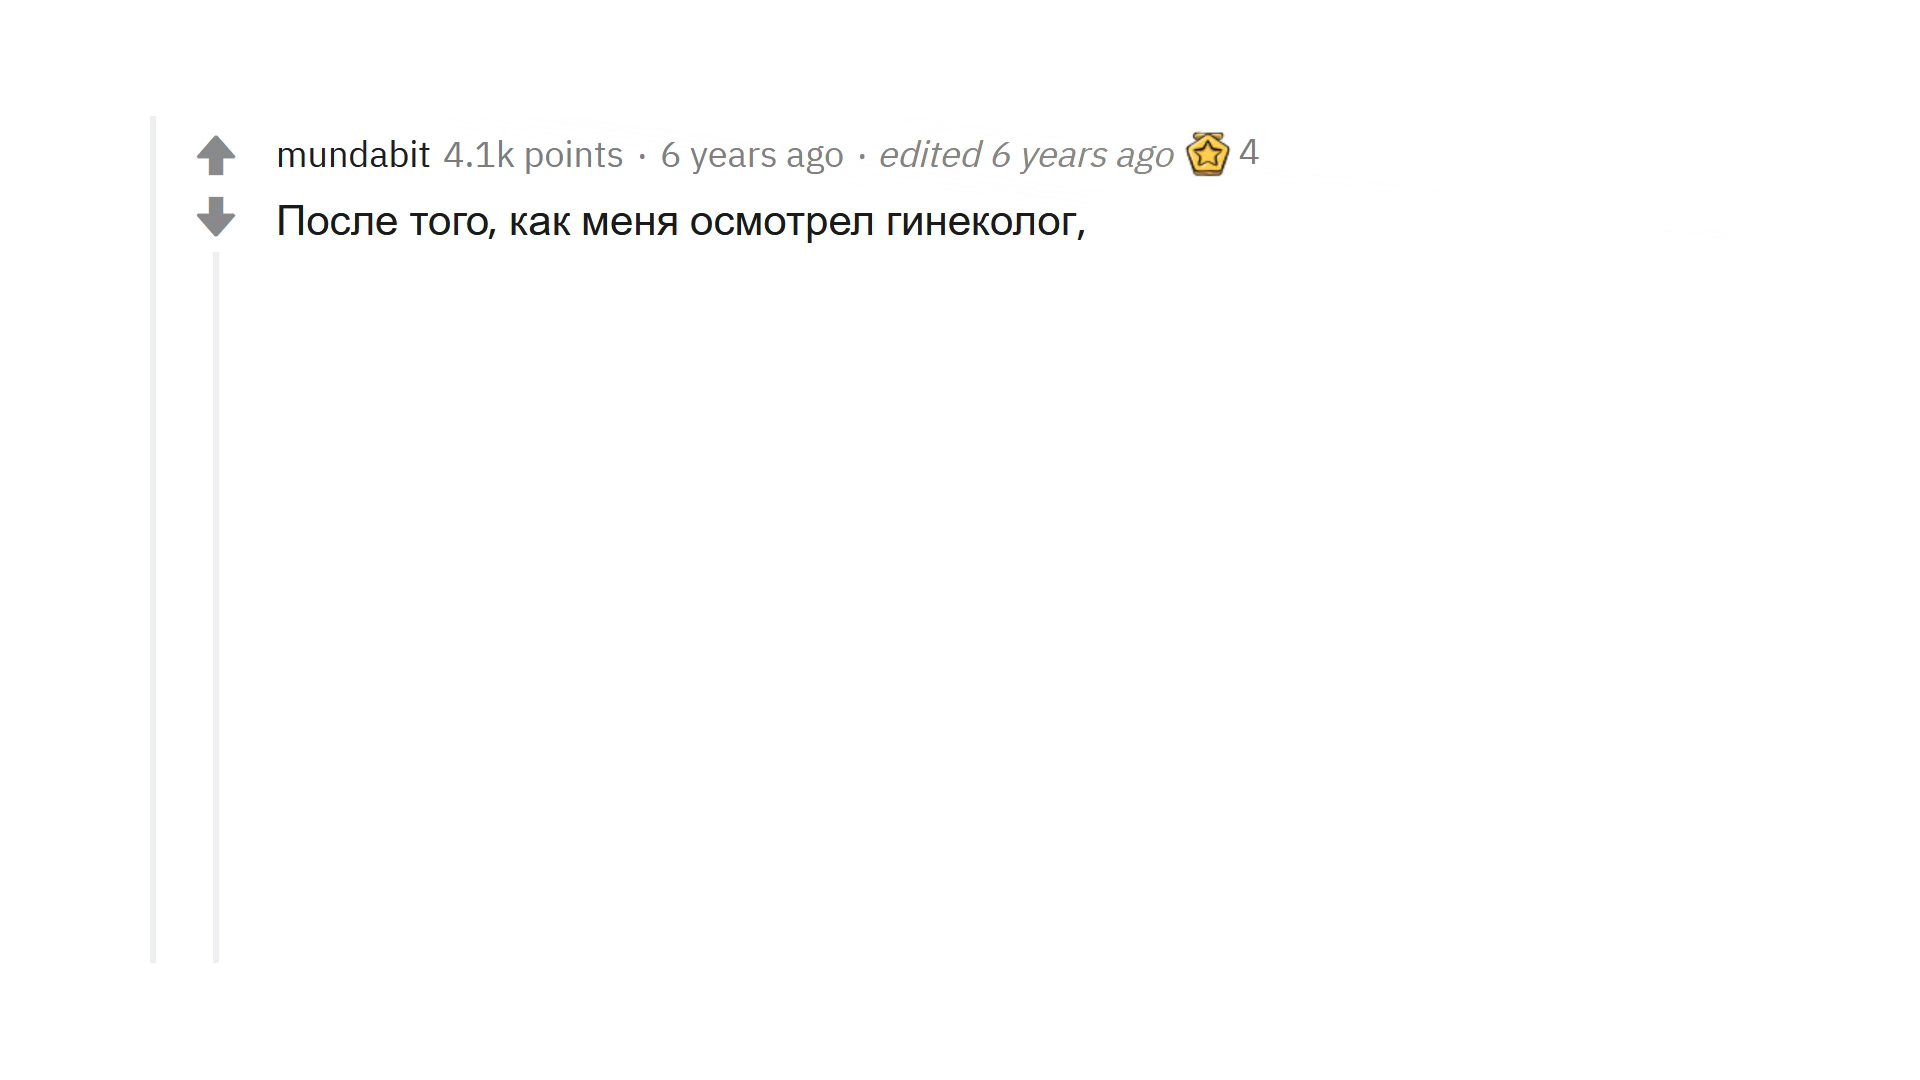 mundabit 4.1k points · 6 years ago · edited 6 years ago 4
После того, как меня осмотрел гинеколог,